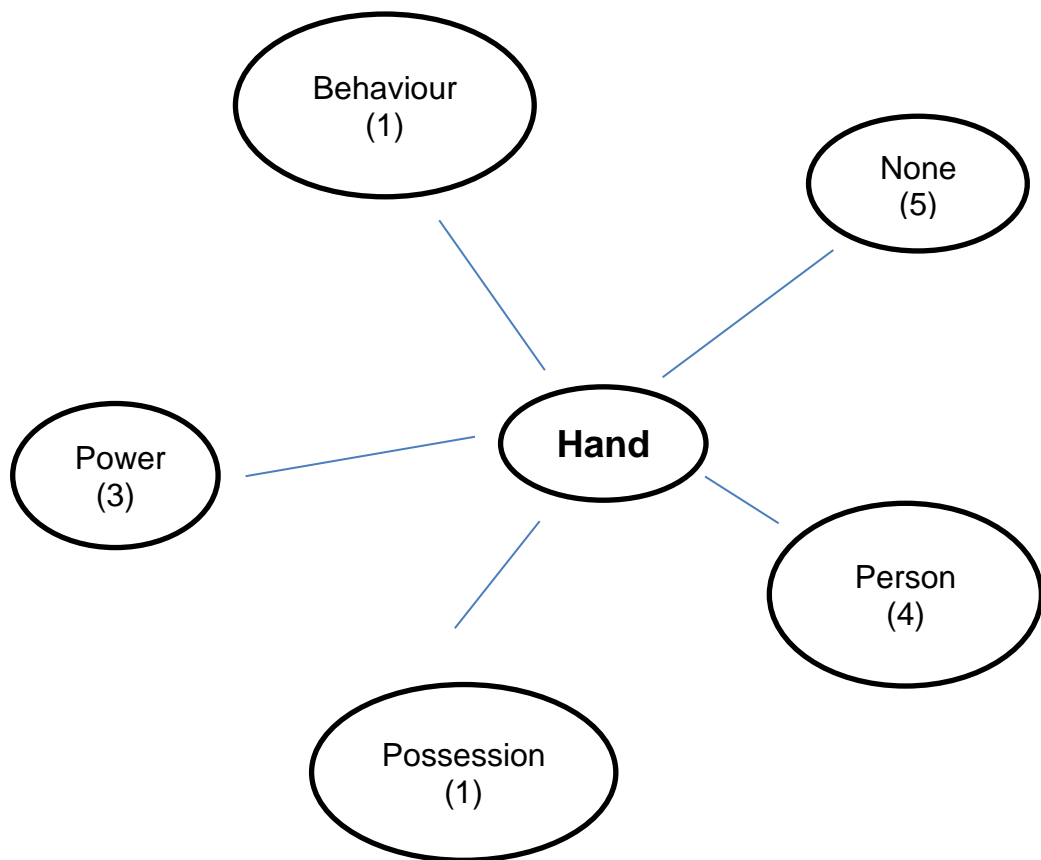 Behaviour
(1)
None
(5)
Hand
Power
(3)
Person
(4)
Possession
(1)